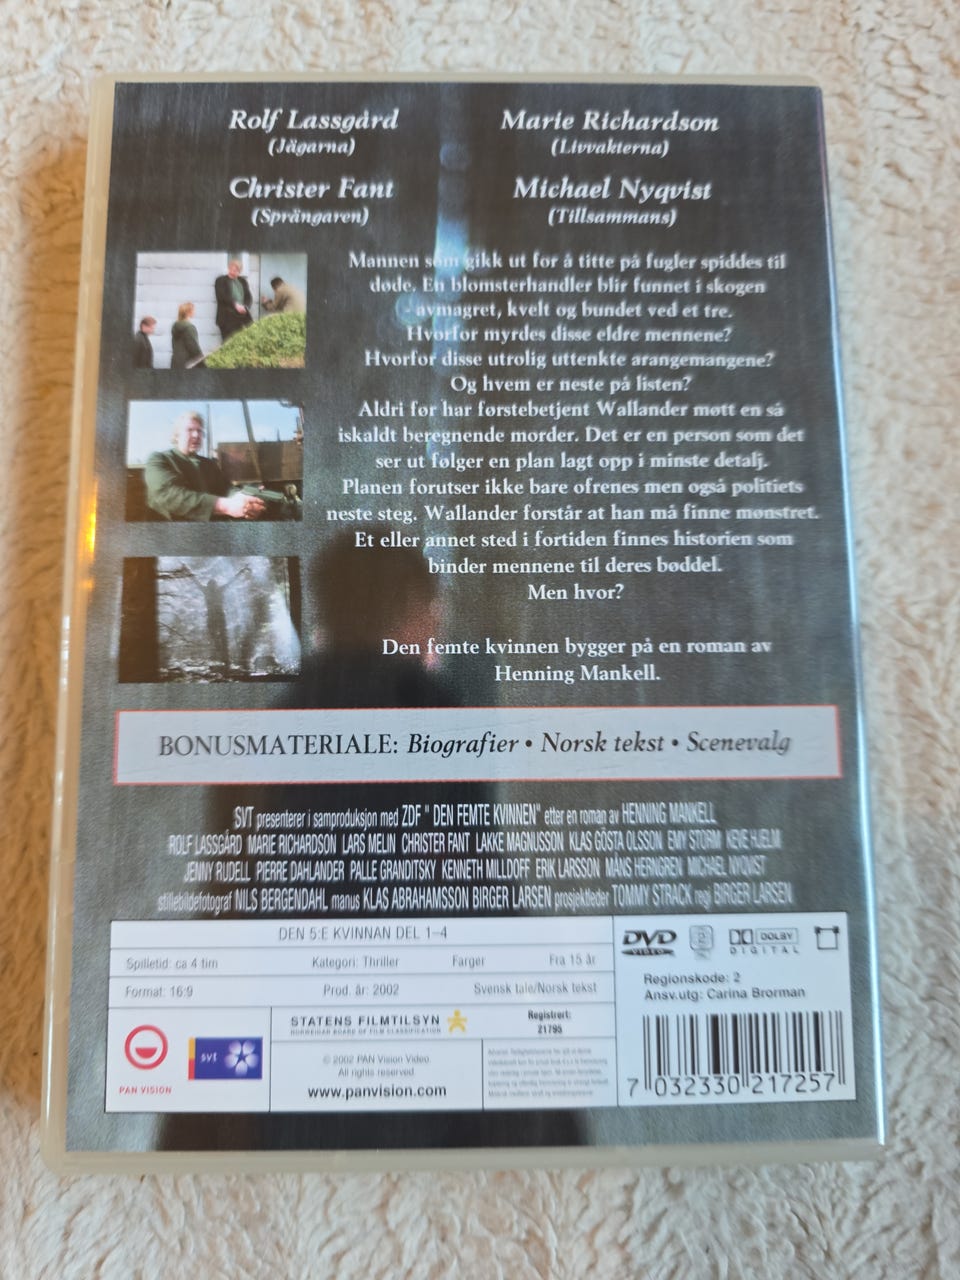 Rolf Lassgård
(Jägarna)
Marie Richardson
(Livvakterna)
Christer Fant
(Sprängaren)
Michael Nyqvist
(Tillsammans)
Mannen som gikk ut for å titte på fugler spiddes til
døde. En blomsterhandler blir funnet i skogen
- avmagret, kvelt og bundet ved et tre.
Hvorfor myrdes disse eldre mennene?
Hvorfor disse utrolig uttenkte arangemangene?
Og hvem er neste på listen?
Aldri før har førstebetjent Wallander møtt en så
iskaldt beregnende morder. Det er en person som det
ser ut følger en plan lagt opp i minste detalj.
Planen forutser ikke bare ofrenes men også politiets
neste steg. Wallander forstår at han må finne mønstret.
Et eller annet sted i fortiden finnes historien som
binder mennene til deres bøddel.
Men hvor?
Den femte kvinnen bygger på en roman av
Henning Mankell.
BONUSMATERIALE: Biografier • Norsk tekst • Scenevalg
SVT presenterer i samproduksjon med ZDF " DEN FEMTE KVINNEN" etter en roman av HENNING MANKELL
ROLF LASSGÅRD MARIE RICHARDSON LARS MELIN CHRISTER FANT LAKKE MAGNUSSON KLAS GÖSTA OLSSON EMY STORM KEVE HJELM
JENNY RUDELL PIERRE DAHLANDER PALLE GRANDITSKY KENNETH MILLDOFF ERIK LARSSON MÅNS HERNGREN MICHAEL NYQVIST
stillebildefotograf NILS BERGENDAHL manus KLAS ABRAHAMSSON BIRGER LARSEN prosjektleder TOMMY STRACK regi BIRGER LARSEN
DEN 5:E KVINNAN DEL 1–4
Spilletid: ca 4 tim
Kategori: Thriller
Farger
Fra 15 år
Format: 16:9
Prod. år: 2002
Svensk tale/Norsk tekst
DVD
VIDEO
2
DOLBY
DIGITAL
Regionskode: 2
Ansv.utg: Carina Brorman
PAN VISION
svt
STATENS FILMTILSYN
NORWEGIAN BOARD OF FILM CLASSIFICATION
Registrert:
21795
© 2002 PAN Vision Video.
All rights reserved.
www.panvision.com
7 032330 217257